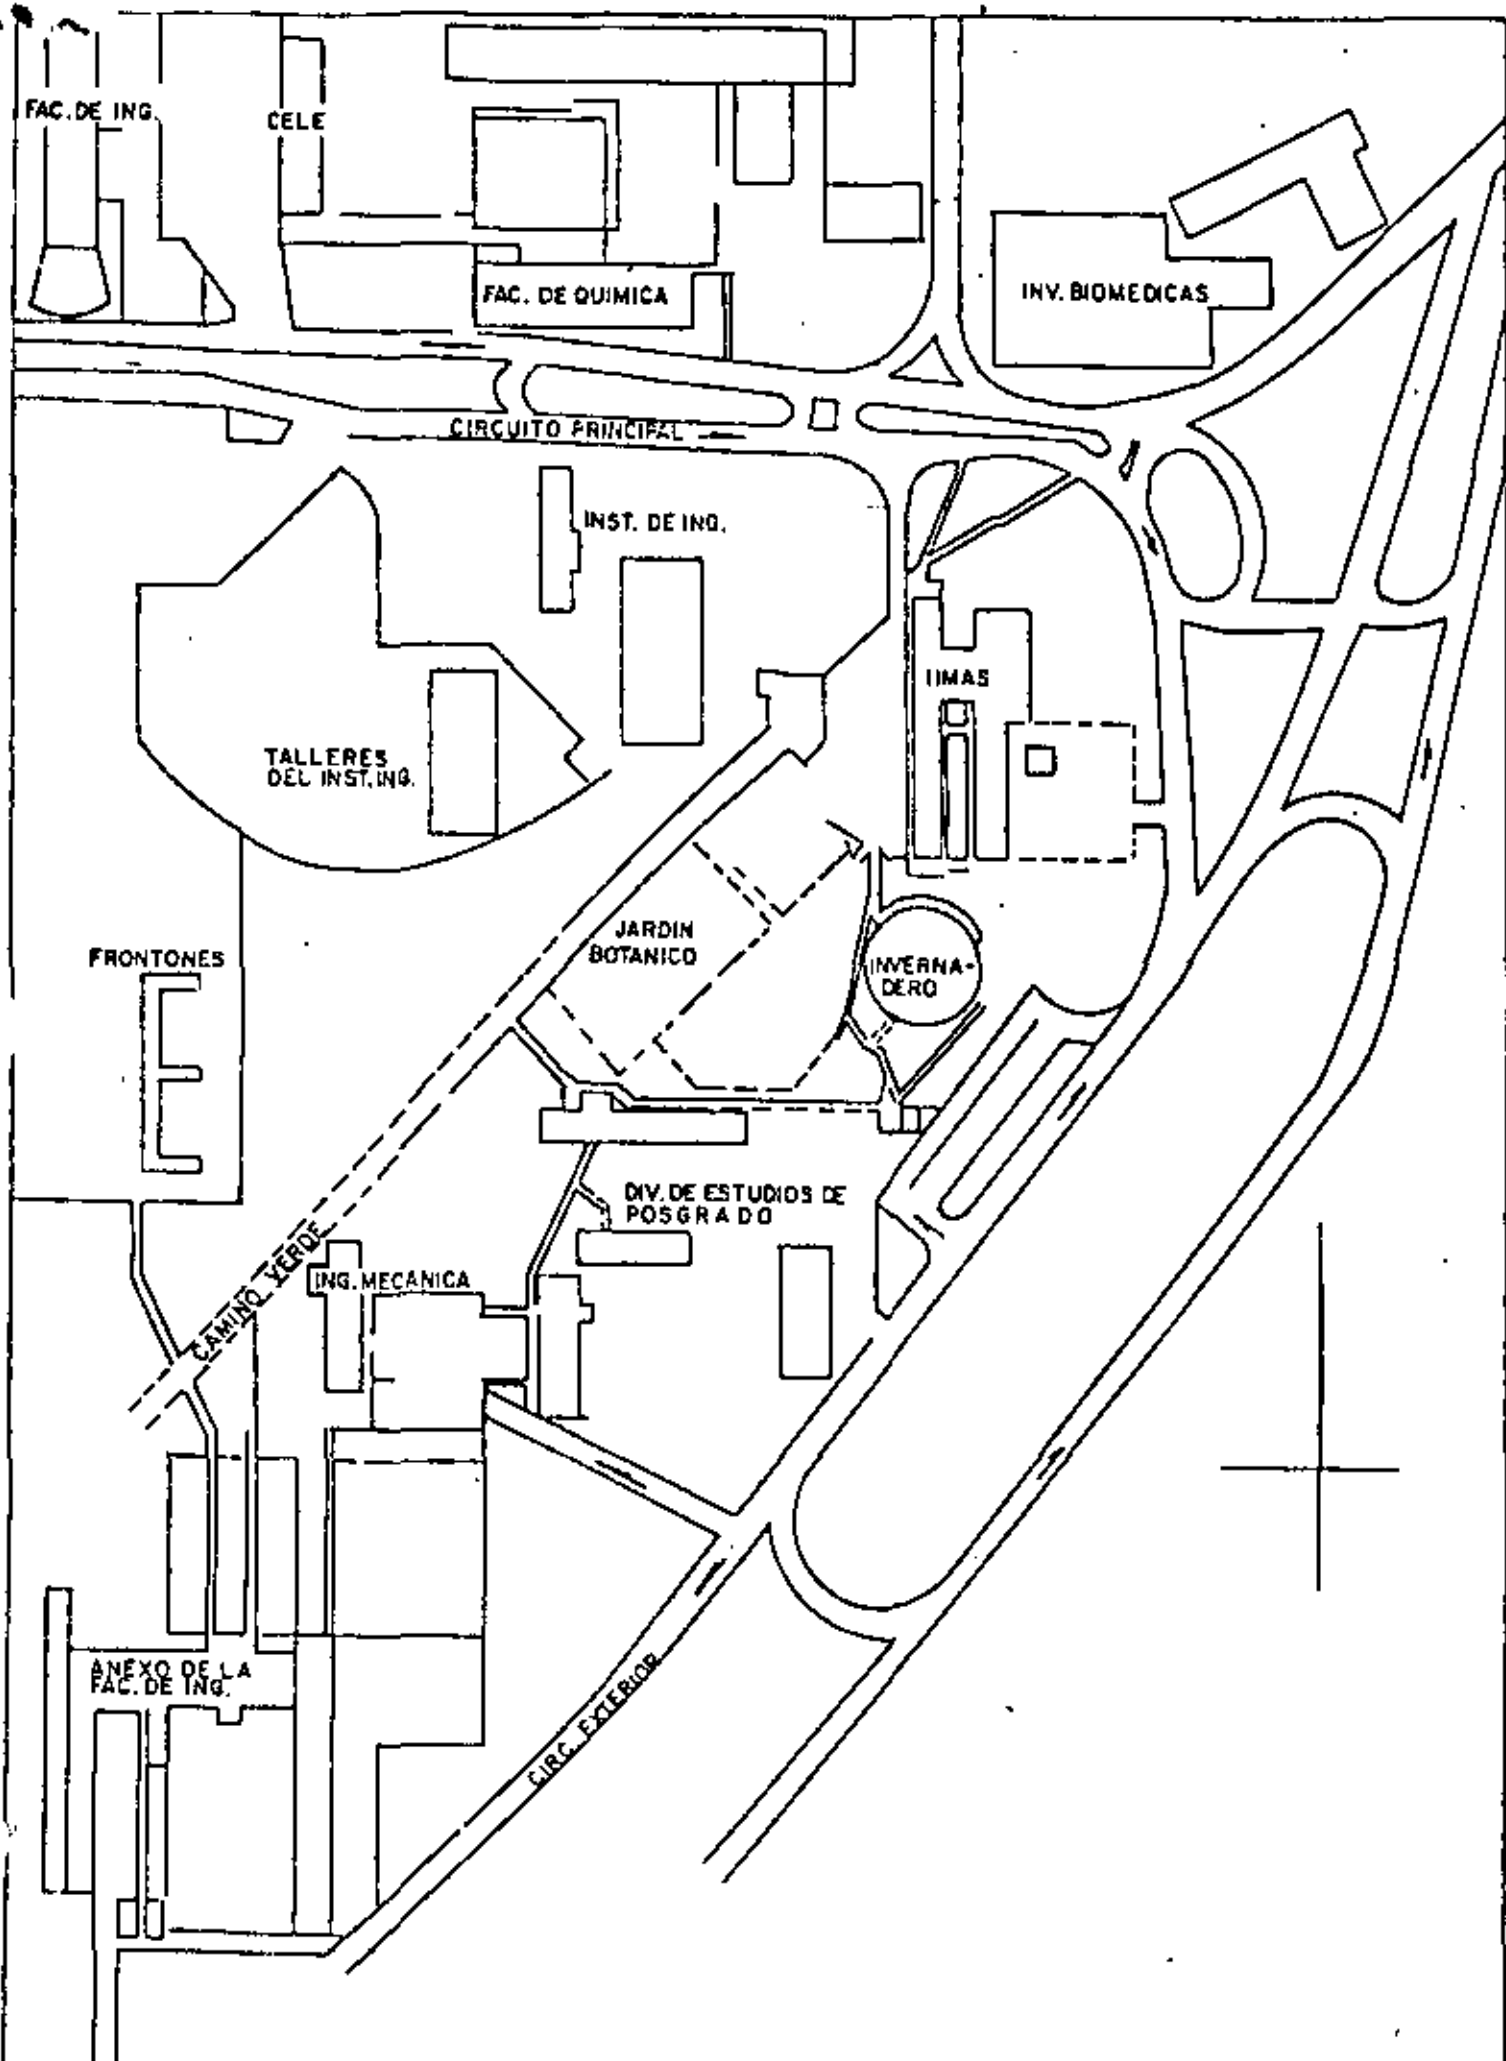 FAC. DE ING.
CELE
FAC. DE QUIMICA
INV. BIOMEDICAS
CIRCUITO PRINCIPAL
INST. DE ING.
IIMAS
TALLERES
DEL INST. ING.
JARDIN
BOTANICO
FRONTONES
INVERNA-
DERO
DIV. DE ESTUDIOS DE
POSGRADO
CAMINO VERDE
ING. MECANICA
ANEXO DE LA
FAC. DE ING.
CIRC. EXTERIOR